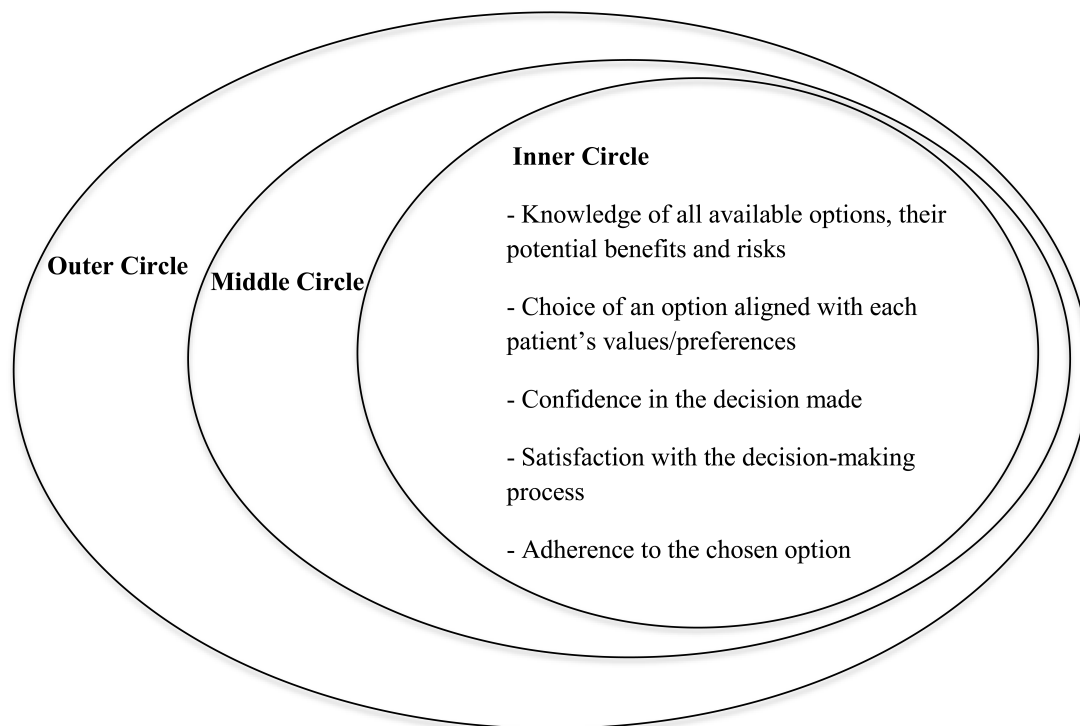 Inner Circle
- Knowledge of all available options, their
potential benefits and risks
Outer Circle
Middle Circle
- Choice of an option aligned with each
patient’s values/preferences
- Confidence in the decision made
- Satisfaction with the decision-making
process
- Adherence to the chosen option